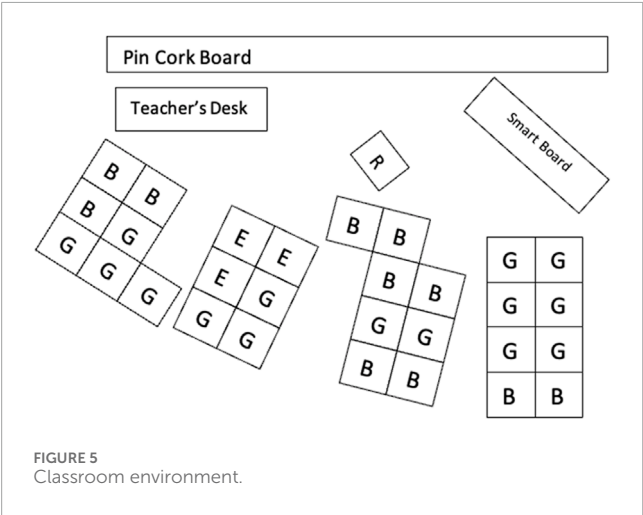 Pin Cork Board
Teacher's Desk
Smart Board
R
B B
B G
G G G
E E
E G
G G
B B
B B
G G
B B
G G
G G
G G
B B
FIGURE 5
Classroom environment.